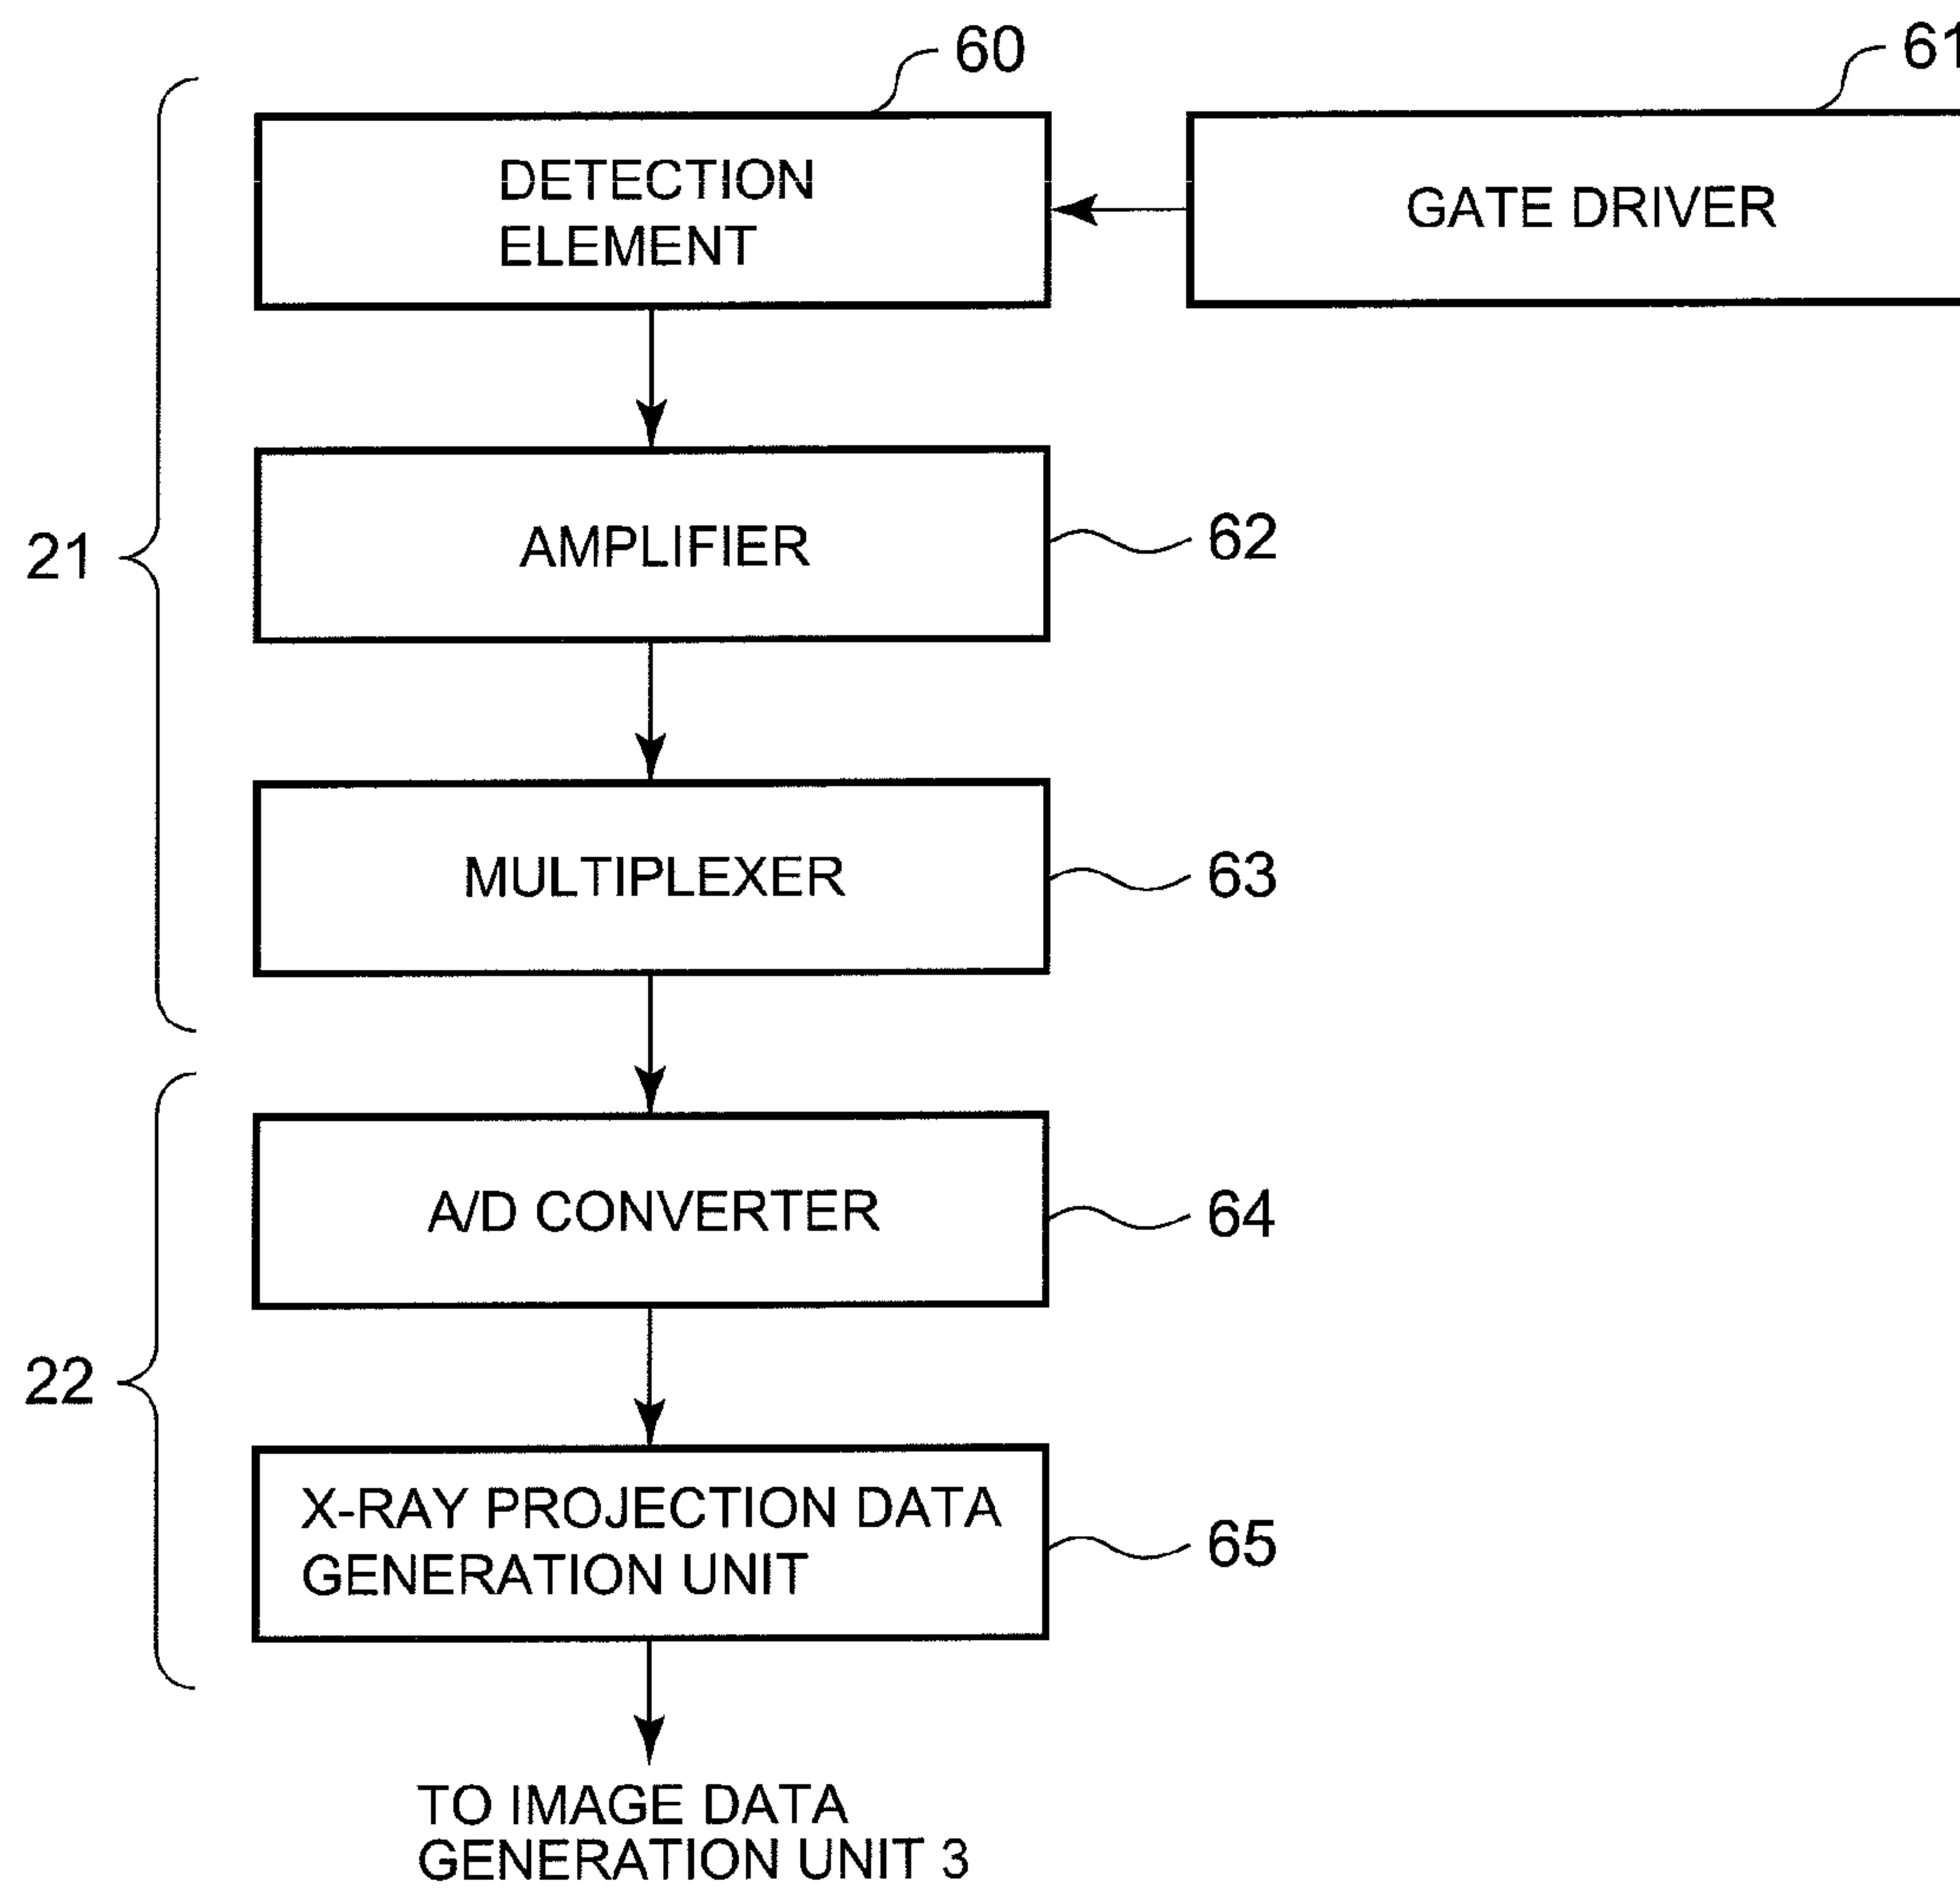 60
61
DETECTION
ELEMENT
GATE DRIVER
21
AMPLIFIER
62
MULTIPLEXER
63
A/D CONVERTER
64
22
X-RAY PROJECTION DATA
GENERATION UNIT
65
TO IMAGE DATA
GENERATION UNIT 3